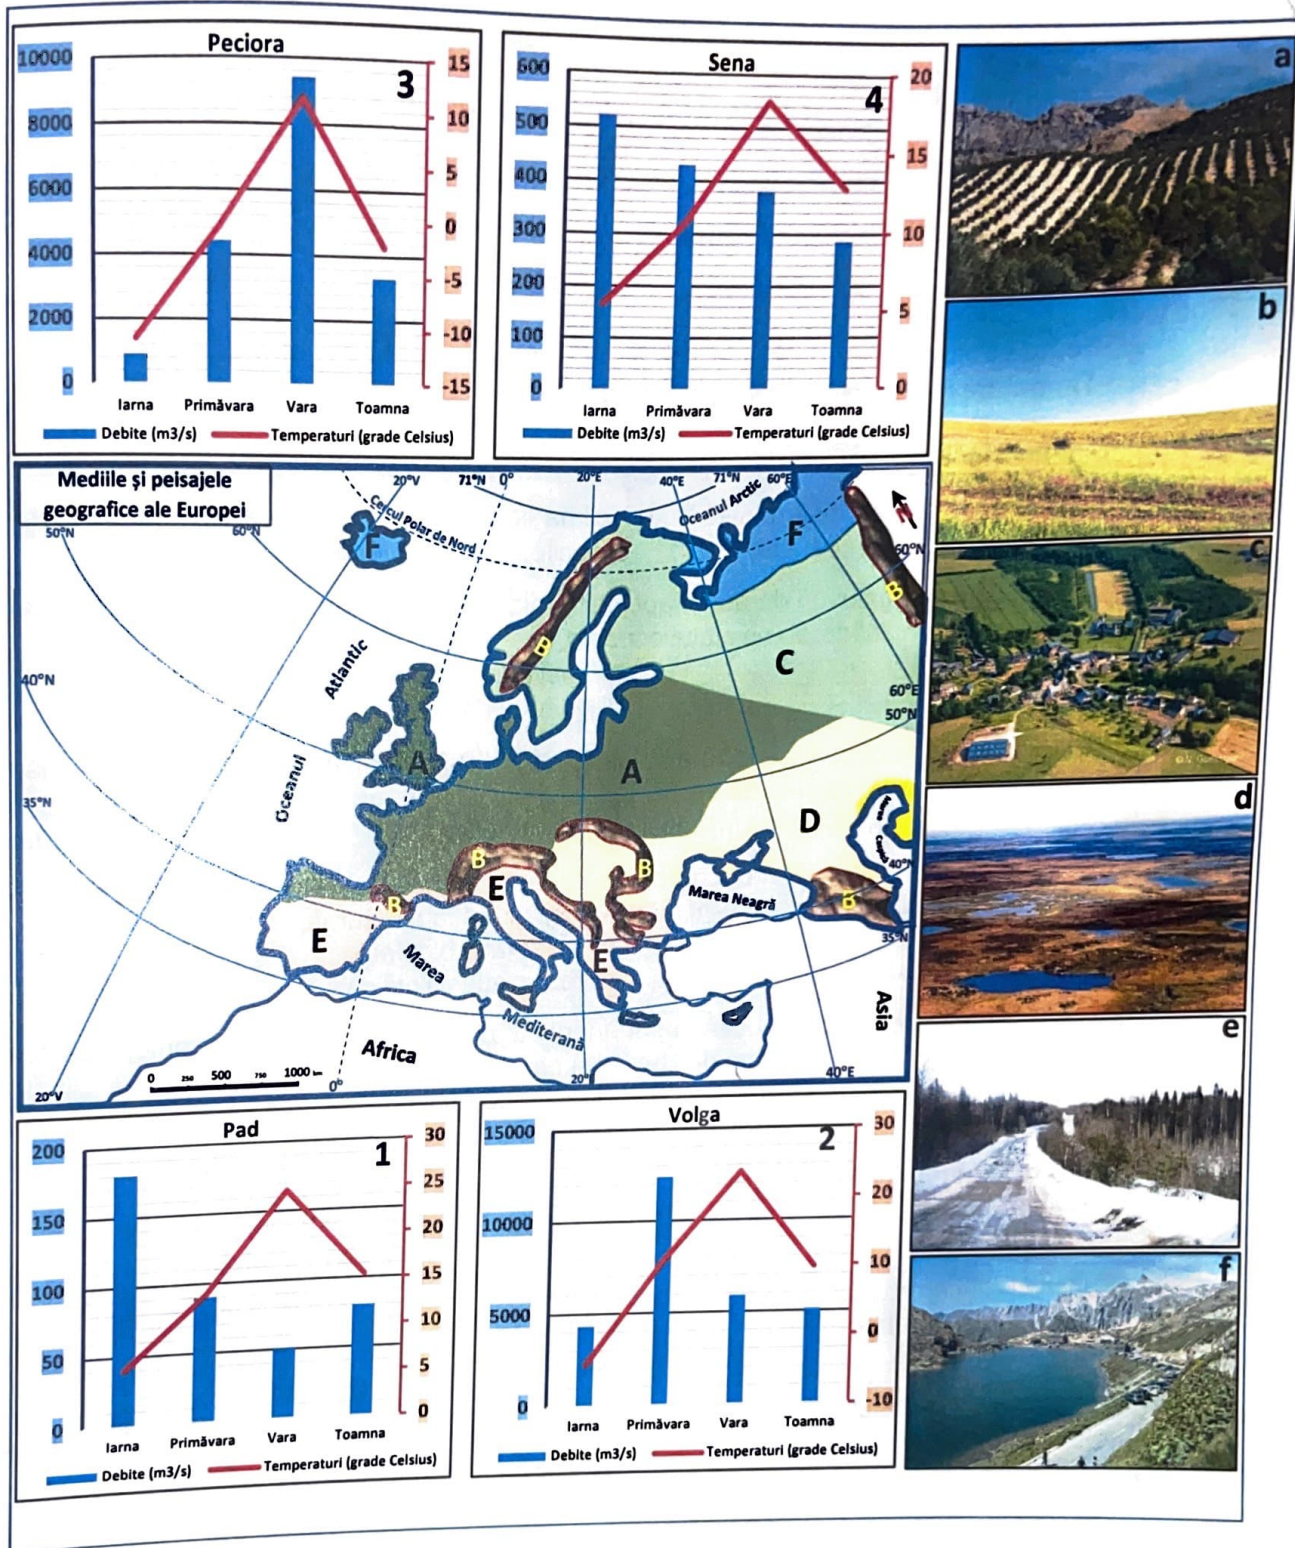 Peciora
3
10000
8000
6000
4000
2000
0
15
10
5
0
-5
-10
-15
Iarna Primăvara Vara Toamna
Debite (m3/s) Temperaturi (grade Celsius)
Sena
4
600
500
400
300
200
100
0
20
15
10
5
0
Iarna Primăvara Vara Toamna
Debite (m3/s) Temperaturi (grade Celsius)
a
b
c
d
e
f
Mediile și peisajele
geografice ale Europei
20°V 71°N 0° 20°E 40°E 71°N 60°E
50°N 60°N
Cercul Polar de Nord
Oceanul Arctic
F
F
60°N
B
B
C
40°N
Oceanul Atlantic
60°E
50°N
A
A
35°N
D
Marea Caspică
40°N
B
B
B
B
E
E
E
Marea Neagră
35°N
Marea Mediterană
Africa
Asia
0 250 500 750 1000 km
20°V 0° 20°E 40°E
Pad
1
200
150
100
50
0
30
25
20
15
10
5
0
Iarna Primăvara Vara Toamna
Debite (m3/s) Temperaturi (grade Celsius)
Volga
2
15000
10000
5000
0
30
20
10
0
-10
Iarna Primăvara Vara Toamna
Debite (m3/s) Temperaturi (grade Celsius)